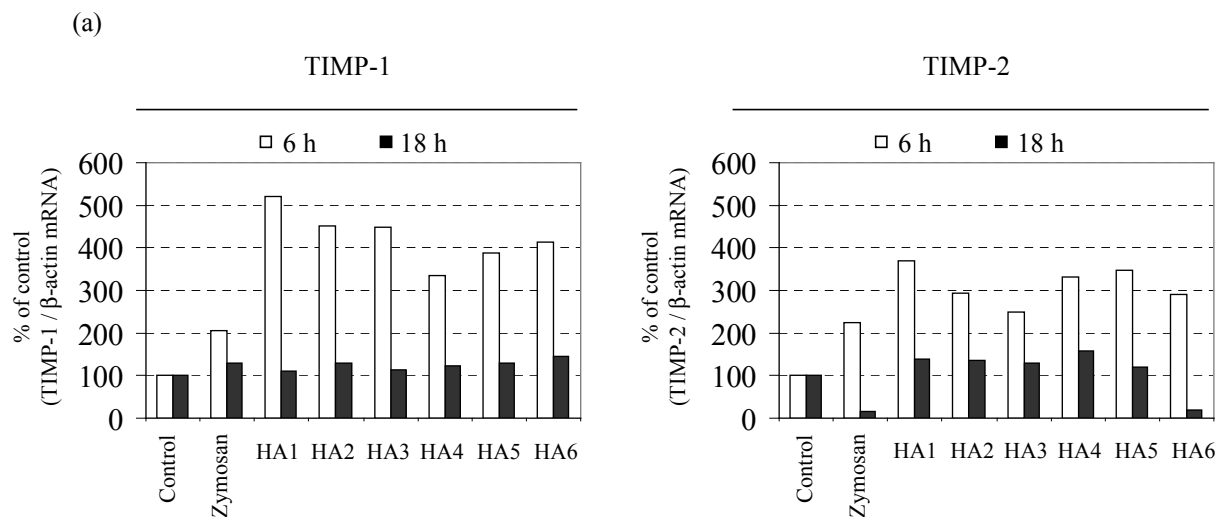 (a)
TIMP-1
6 h 18 h
% of control
(TIMP-1 / β-actin mRNA)
600
500
400
300
200
100
0
Control
Zymosan
HA1
HA2
HA3
HA4
HA5
HA6
TIMP-2
6 h 18 h
% of control
(TIMP-2 / β-actin mRNA)
600
500
400
300
200
100
0
Control
Zymosan
HA1
HA2
HA3
HA4
HA5
HA6